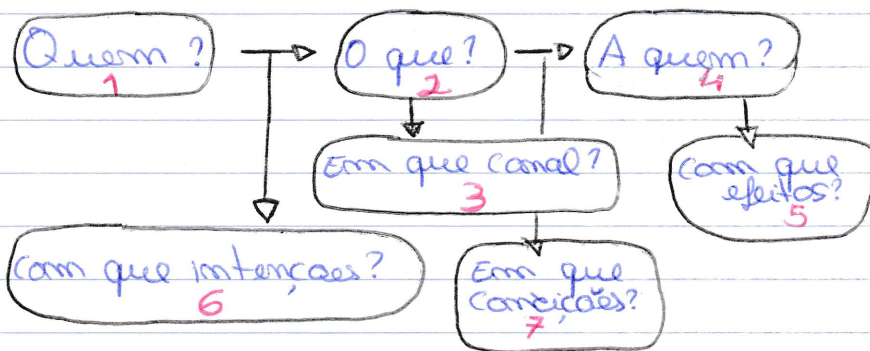 Quem ?
1
O que?
2
A quem?
4
Em que canal?
3
Com que
efeitos?
5
Com que intenções?
6
Em que
Condições?
7